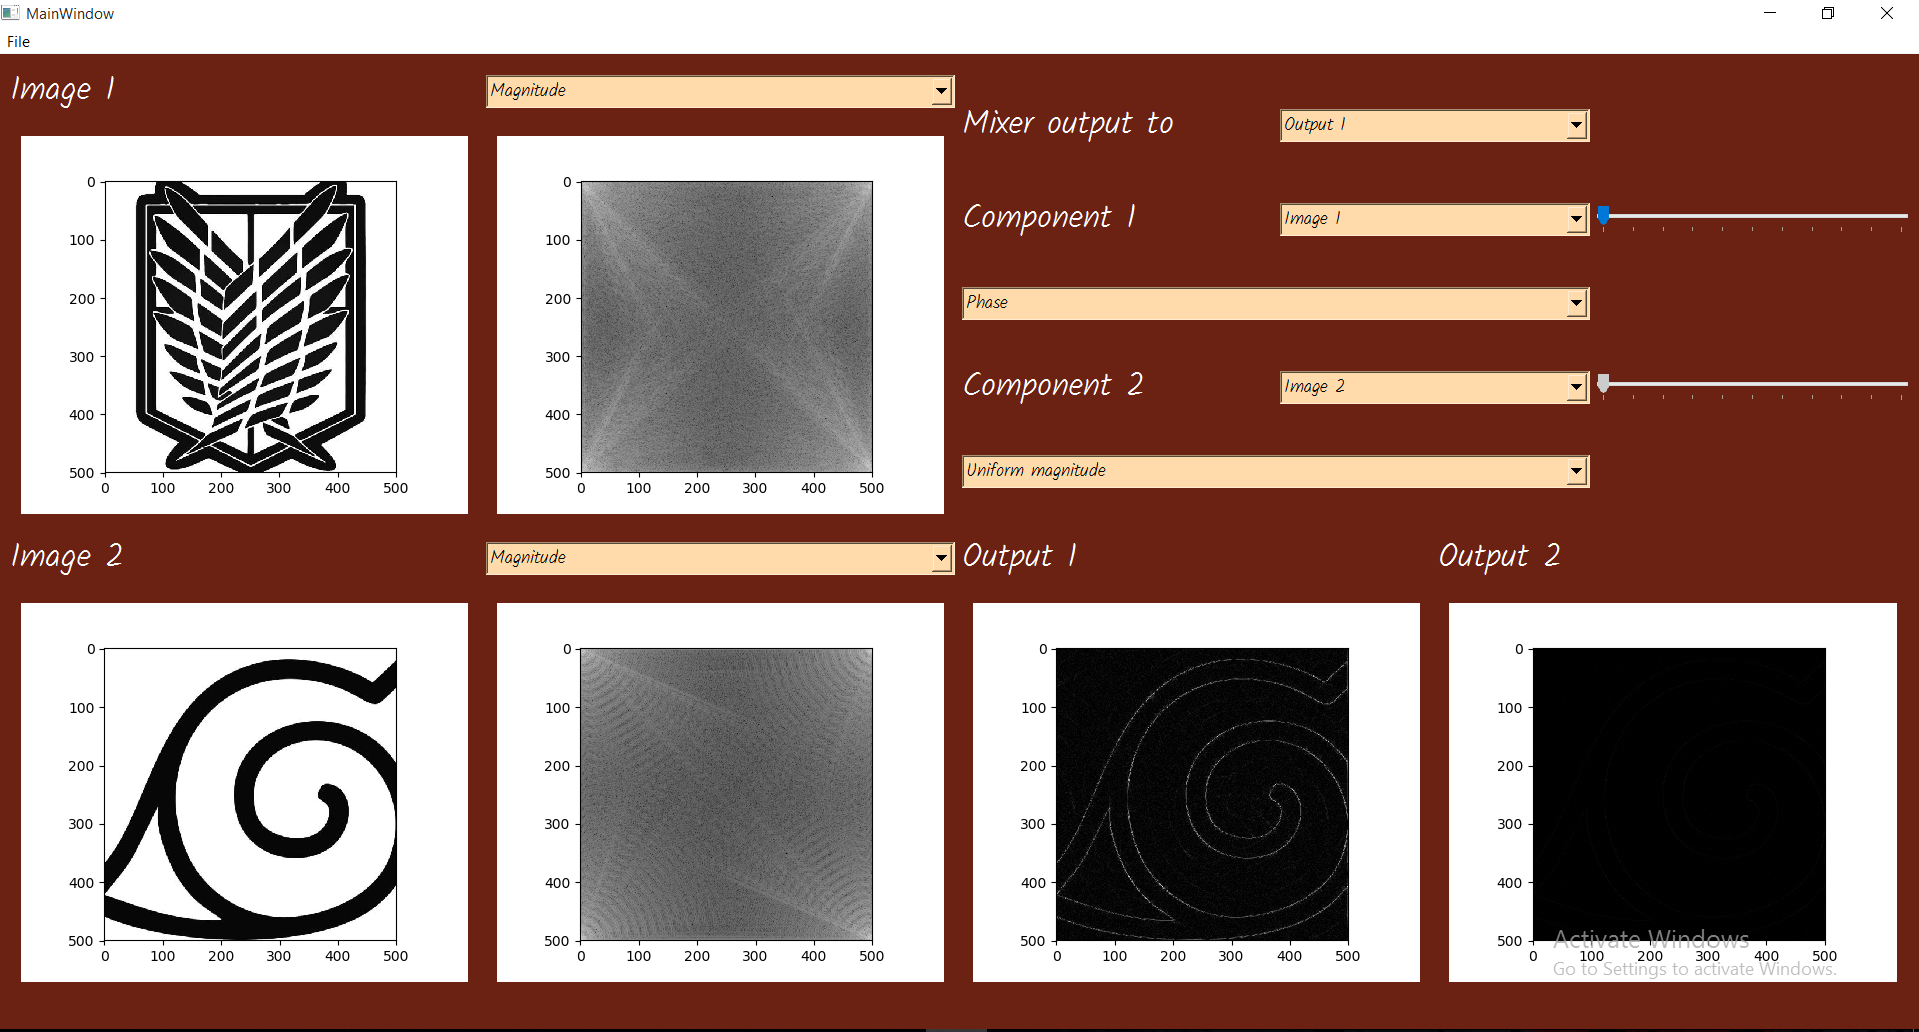 MainWindow
File
Image 1
Magnitude
Mixer output to
Output 1
Component 1
Image 1
Phase
Component 2
Image 2
Uniform magnitude
0
100
200
300
400
500
0 100 200 300 400 500
0
100
200
300
400
500
0 100 200 300 400 500
Image 2
Magnitude
Output 1
Output 2
0
100
200
300
400
500
0 100 200 300 400 500
0
100
200
300
400
500
0 100 200 300 400 500
0
100
200
300
400
500
0 100 200 300 400 500
0
100
200
300
400
500
0 100 200 300 400 500
Activate Windows
Go to Settings to activate Windows.